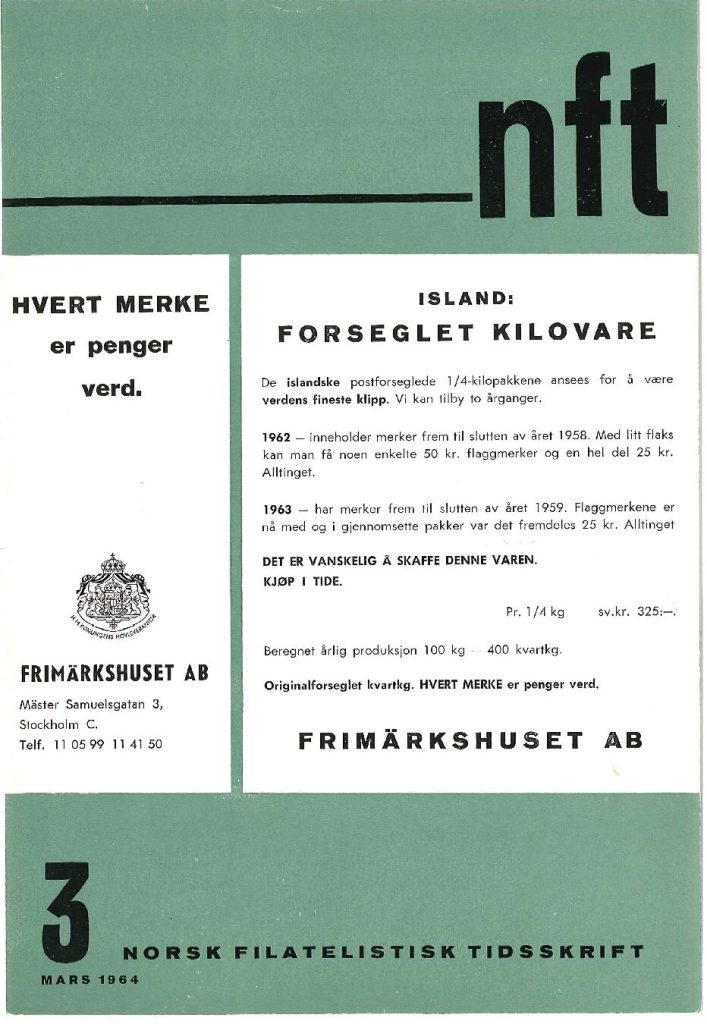 nft
HVERT MERKE
er penger
verd.
H.M. KONUNGENS HOVLEVERANTÖR
FRIMÄRKSHUSET AB
Mäster Samuelsgatan 3,
Stockholm C.
Telf. 11 05 99 11 41 50
ISLAND:
FORSEGLET KILOVARE
De islandske postforseglede 1/4-kilopakkene ansees for å være
verdens fineste klipp. Vi kan tilby to årganger.
1962 — inneholder merker frem til slutten av året 1958. Med litt flaks
kan man få noen enkelte 50 kr. flaggmerker og en hel del 25 kr.
Alltinget.
1963 — har merker frem til slutten av året 1959. Flaggmerkene er
nå med og i gjennomsette pakker var det fremdeles 25 kr. Alltinget
DET ER VANSKELIG Å SKAFFE DENNE VAREN.
KJØP I TIDE.
Pr. 1/4 kg sv.kr. 325:—.
Beregnet årlig produksjon 100 kg — 400 kvartkg.
Originalforseglet kvartkg. HVERT MERKE er penger verd.
FRIMÄRKSHUSET AB
3 NORSK FILATELISTISK TIDSSKRIFT
MARS 1964